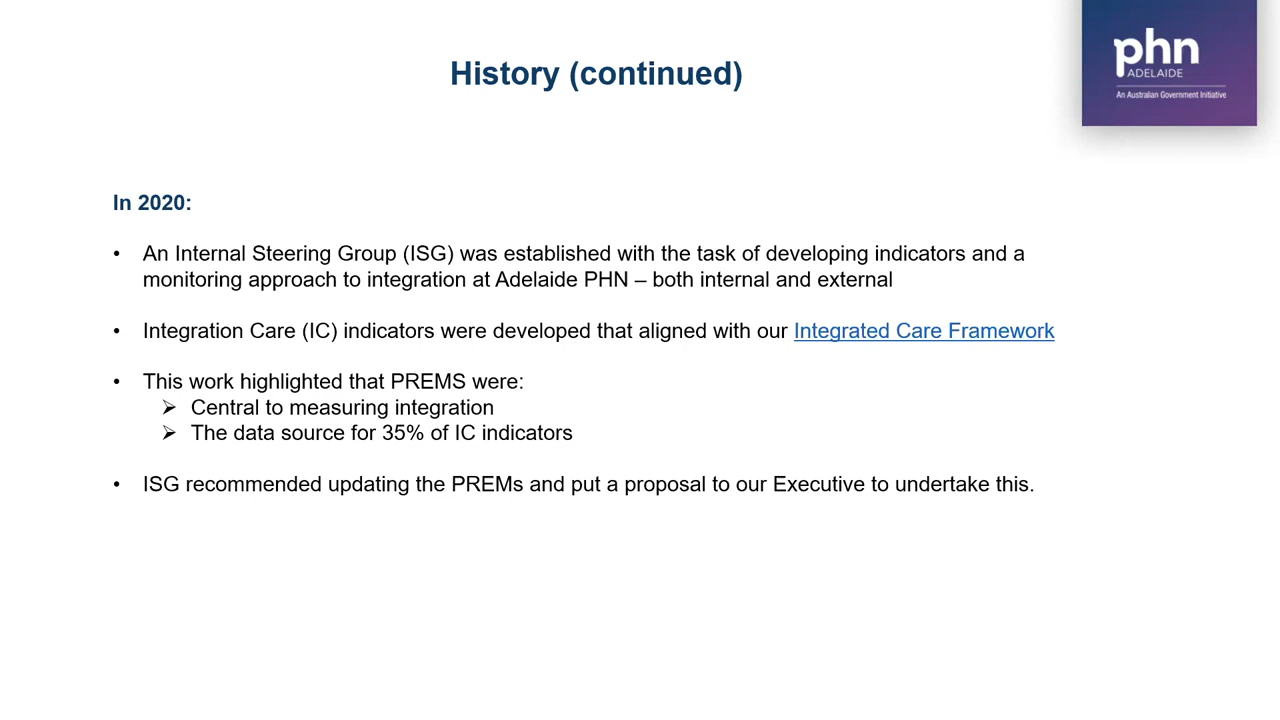 History (continued)
phn
ADELAIDE
An Australian Government Initiative
In 2020:
• An Internal Steering Group (ISG) was established with the task of developing indicators and a
monitoring approach to integration at Adelaide PHN – both internal and external
• Integration Care (IC) indicators were developed that aligned with our Integrated Care Framework
• This work highlighted that PREMS were:
➢ Central to measuring integration
➢ The data source for 35% of IC indicators
• ISG recommended updating the PREMs and put a proposal to our Executive to undertake this.